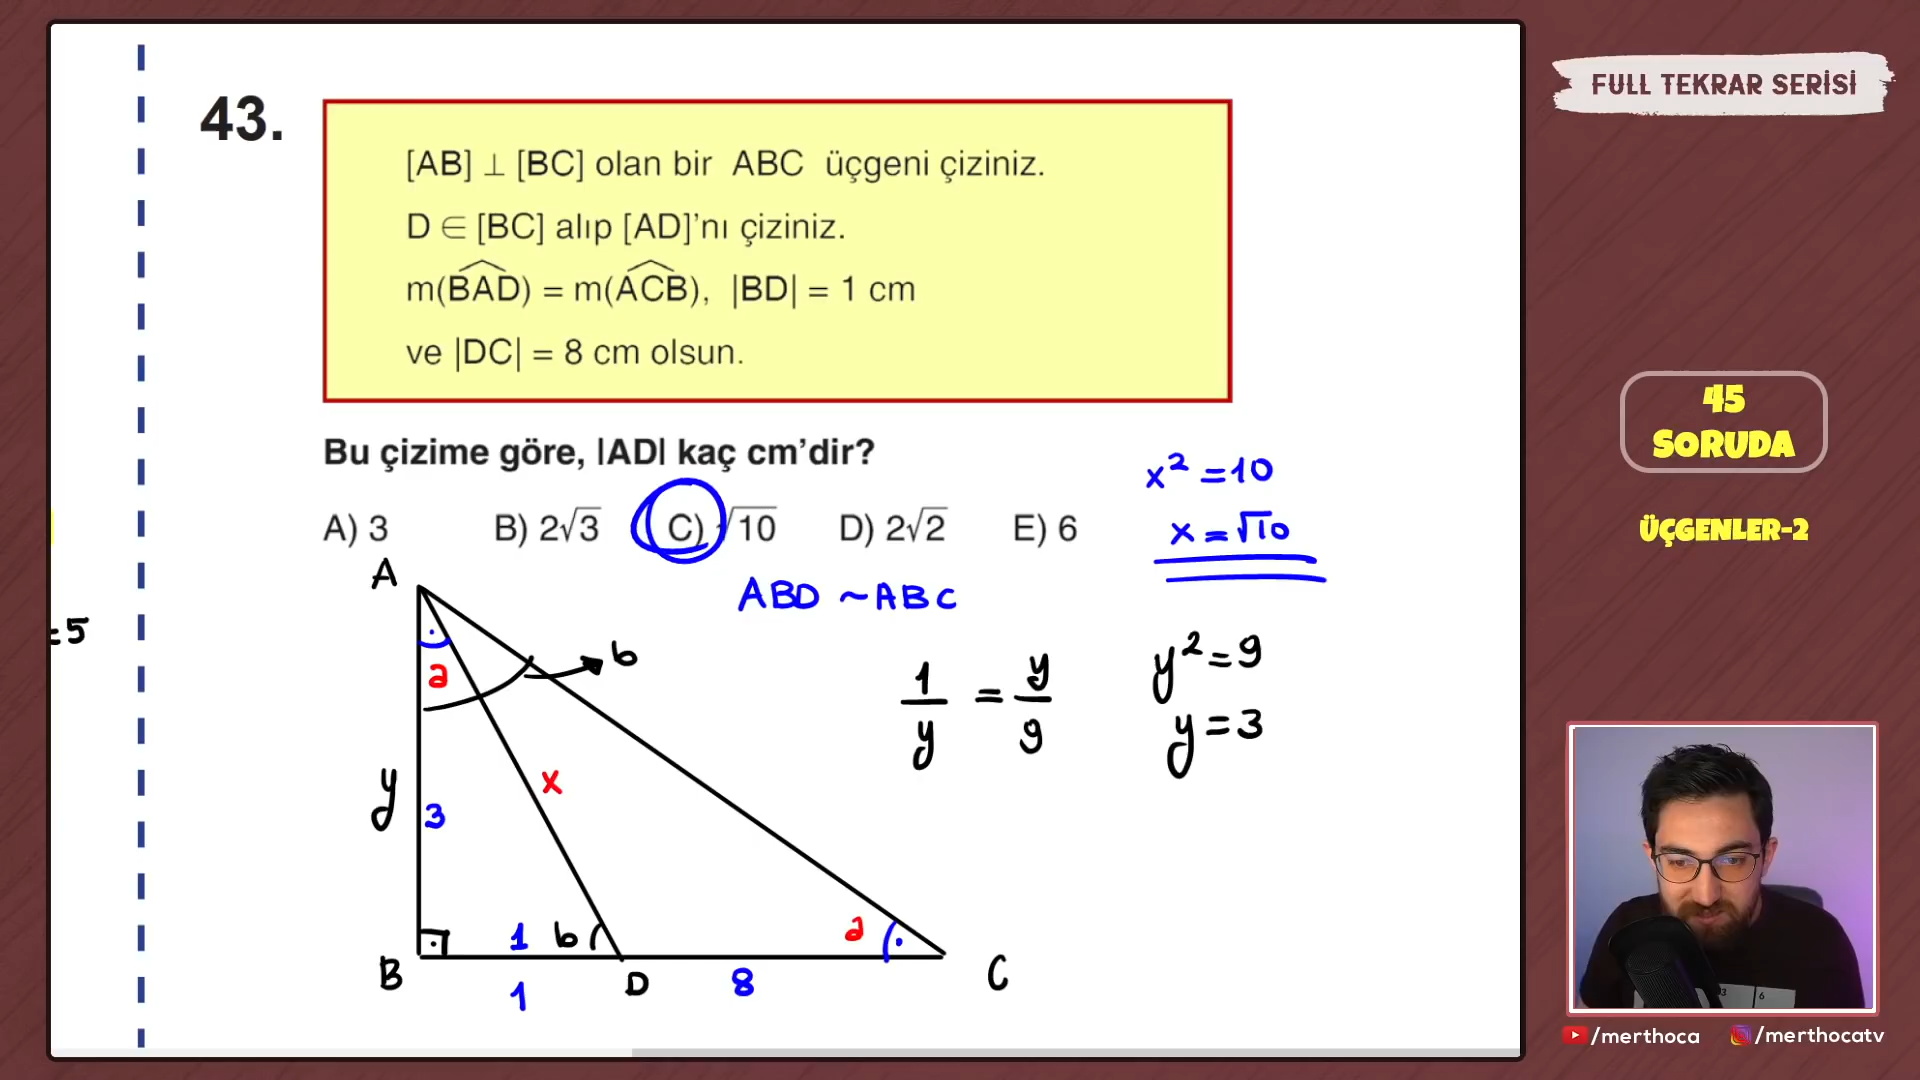 43.
[AB] ⊥ [BC] olan bir ABC üçgeni çiziniz.
D ∈ [BC] alıp [AD]'nı çiziniz.
m(BAD) = m(ACB), |BD| = 1 cm
ve |DC| = 8 cm olsun.
Bu çizime göre, |AD| kaç cm'dir?
A) 3 B) 2√3 C) √10 D) 2√2 E) 6
x² = 10
x = √10
ABD ~ ABC
1/y = y/9
y² = 9
y = 3
=5
A
a
b
y
3
x
1
b
a
B
1
D
8
C
FULL TEKRAR SERİSİ
45
SORUDA
ÜÇGENLER-2
3 6
/merthoca
/merthocatv